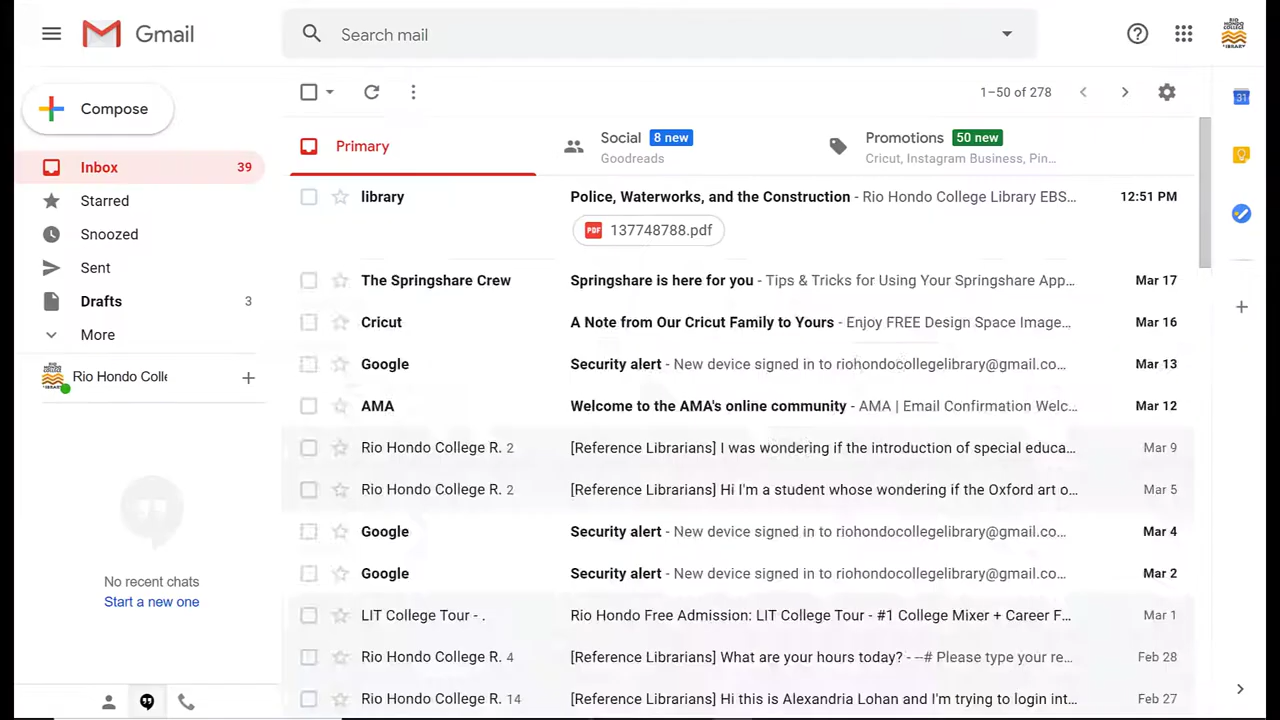 Gmail
Search mail
RIO HONDO COLLEGE LIBRARY
Compose
1–50 of 278
Primary
Social 8 new
Goodreads
Promotions 50 new
Cricut, Instagram Business, Pin...
31
Inbox 39
Starred
Snoozed
Sent
Drafts 3
More
Rio Hondo Colle
No recent chats
Start a new one
library Police, Waterworks, and the Construction - Rio Hondo College Library EBS... 12:51 PM
PDF 137748788.pdf
The Springshare Crew Springshare is here for you - Tips & Tricks for Using Your Springshare App... Mar 17
Cricut A Note from Our Cricut Family to Yours - Enjoy FREE Design Space Image... Mar 16
Google Security alert - New device signed in to riohondocollegelibrary@gmail.co... Mar 13
AMA Welcome to the AMA's online community - AMA | Email Confirmation Welc... Mar 12
Rio Hondo College R. 2 [Reference Librarians] I was wondering if the introduction of special educa... Mar 9
Rio Hondo College R. 2 [Reference Librarians] Hi I'm a student whose wondering if the Oxford art o... Mar 5
Google Security alert - New device signed in to riohondocollegelibrary@gmail.co... Mar 4
Google Security alert - New device signed in to riohondocollegelibrary@gmail.co... Mar 2
LIT College Tour - . Rio Hondo Free Admission: LIT College Tour - #1 College Mixer + Career F... Mar 1
Rio Hondo College R. 4 [Reference Librarians] What are your hours today? - --# Please type your re... Feb 28
Rio Hondo College R. 14 [Reference Librarians] Hi this is Alexandria Lohan and I'm trying to login int... Feb 27